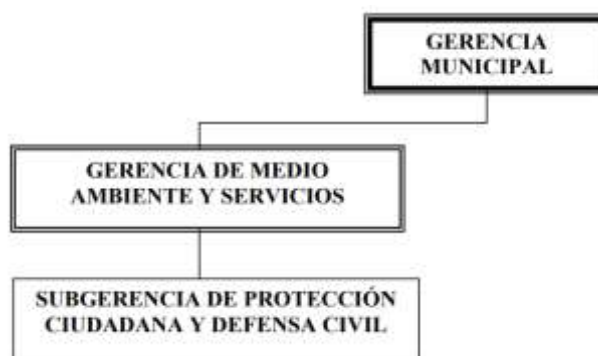 GERENCIA
MUNICIPAL
GERENCIA DE MEDIO
AMBIENTE Y SERVICIOS
SUBGERENCIA DE PROTECCIÓN
CIUDADANA Y DEFENSA CIVIL